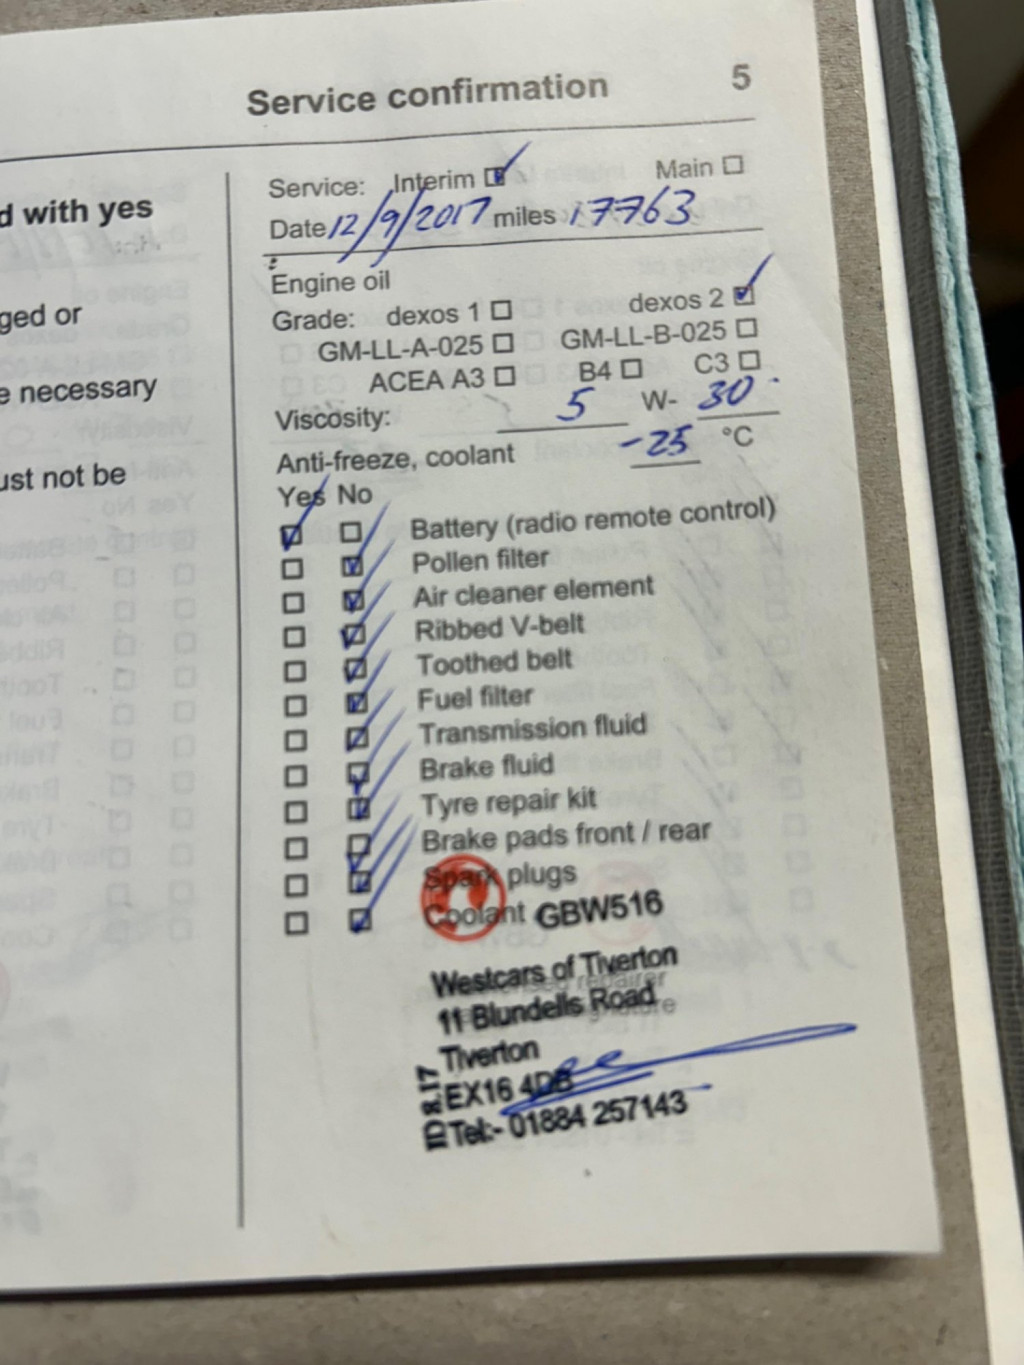 Service confirmation 5
d with yes
ged or
e necessary
ust not be
Service: Interim Main
Date 12/9/2017 miles 17763
Engine oil
Grade: dexos 1 dexos 2
GM-LL-A-025 GM-LL-B-025
ACEA A3 B4 C3
Viscosity: 5 W- 30
Anti-freeze, coolant -25 °C
Yes No
Battery (radio remote control)
Pollen filter
Air cleaner element
Ribbed V-belt
Toothed belt
Fuel filter
Transmission fluid
Brake fluid
Tyre repair kit
Brake pads front / rear
Spark plugs
Coolant GBW516
Westcars of Tiverton
repairer
11 Blundells Road
Tiverton
EX16 4DB
Tel:- 01884 257143